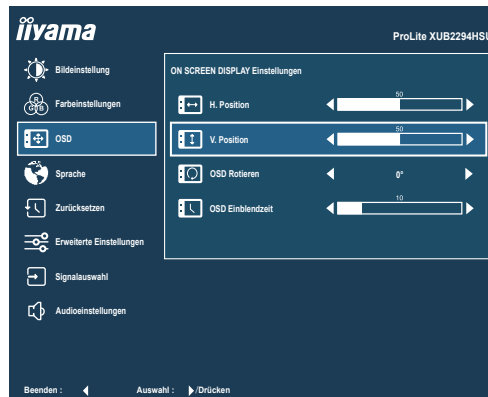 iiyama
ProLite XUB2294HSU
Bildeinstellung
Farbeinstellungen
R
G B
OSD
Sprache
Zurücksetzen
Erweiterte Einstellungen
Signalauswahl
Audioeinstellungen
ON SCREEN DISPLAY Einstellungen
H. Position
50
V. Position
50
OSD Rotieren
0°
OSD Einblendzeit
10
Beenden :
Auswahl : /Drücken